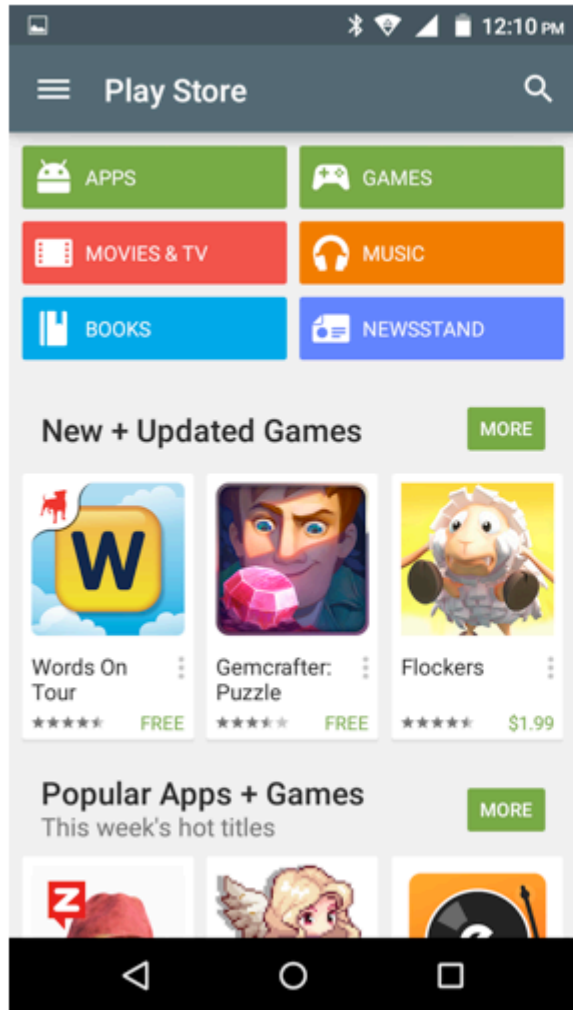 12:10 PM
Play Store
APPS
GAMES
MOVIES & TV
MUSIC
BOOKS
NEWSSTAND
New + Updated Games
MORE
W
Words On
Tour
FREE
Gemcrafter:
Puzzle
FREE
Flockers
$1.99
Popular Apps + Games
MORE
This week's hot titles
Z